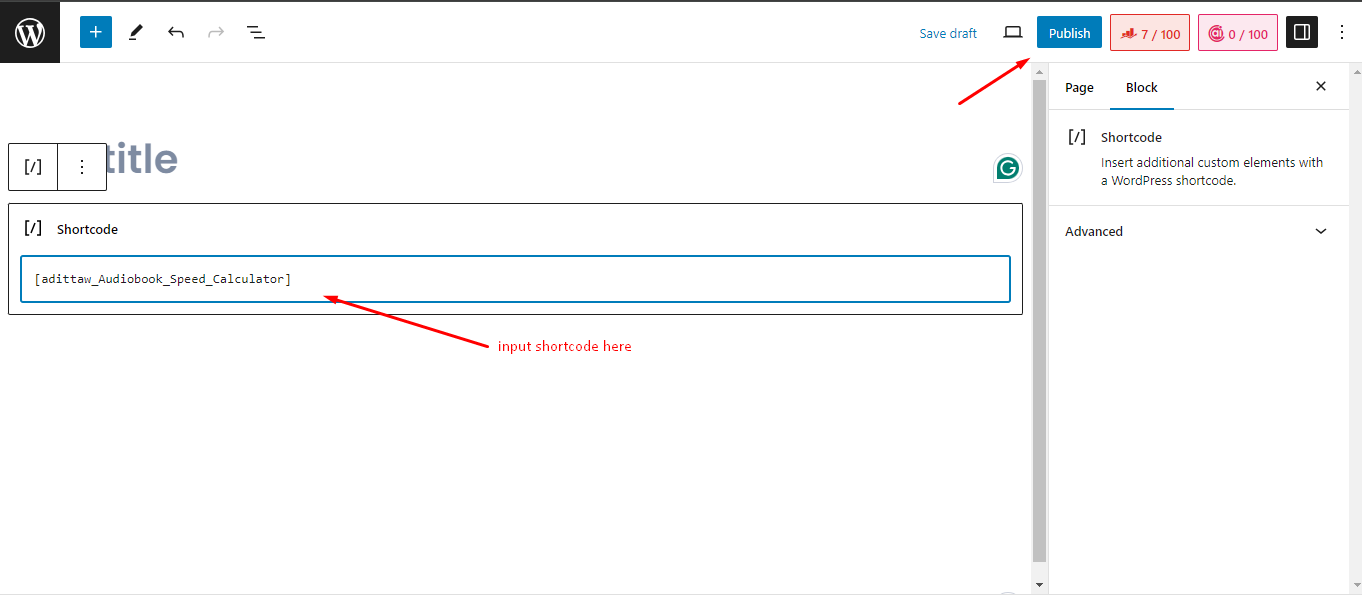 Save draft
Publish
7 / 100
0 / 100
Page
Block
title
[/]
Shortcode
Insert additional custom elements with
a WordPress shortcode.
[/]
[/] Shortcode
Advanced
[adittaw_Audiobook_Speed_Calculator]
input shortcode here